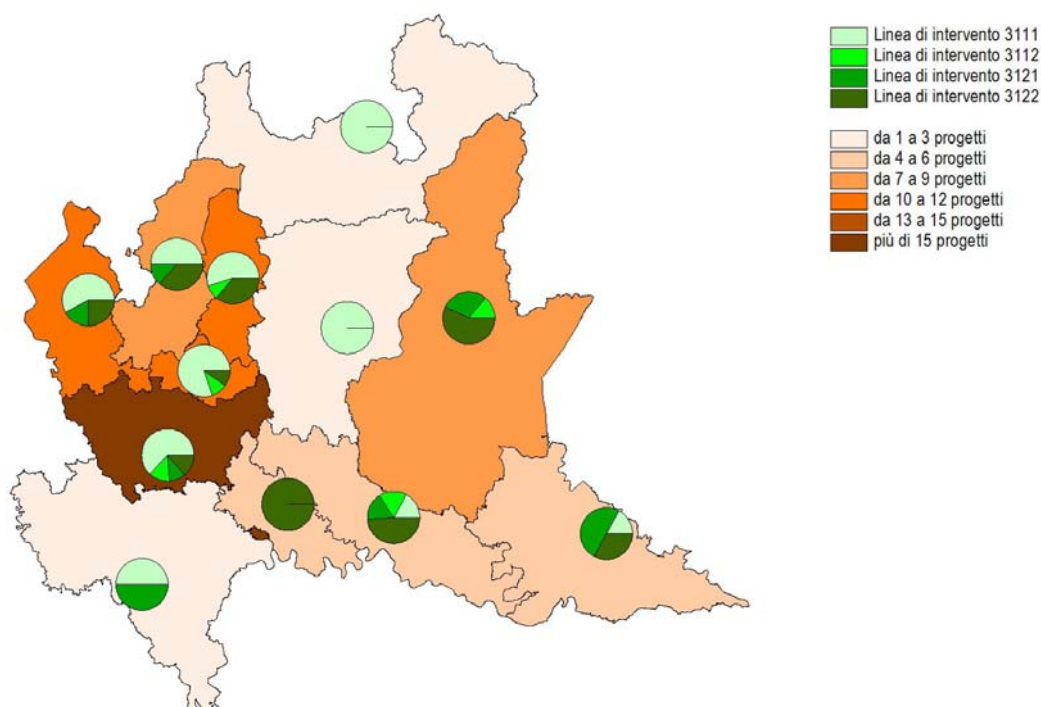 Linea di intervento 3111
Linea di intervento 3112
Linea di intervento 3121
Linea di intervento 3122
da 1 a 3 progetti
da 4 a 6 progetti
da 7 a 9 progetti
da 10 a 12 progetti
da 13 a 15 progetti
più di 15 progetti